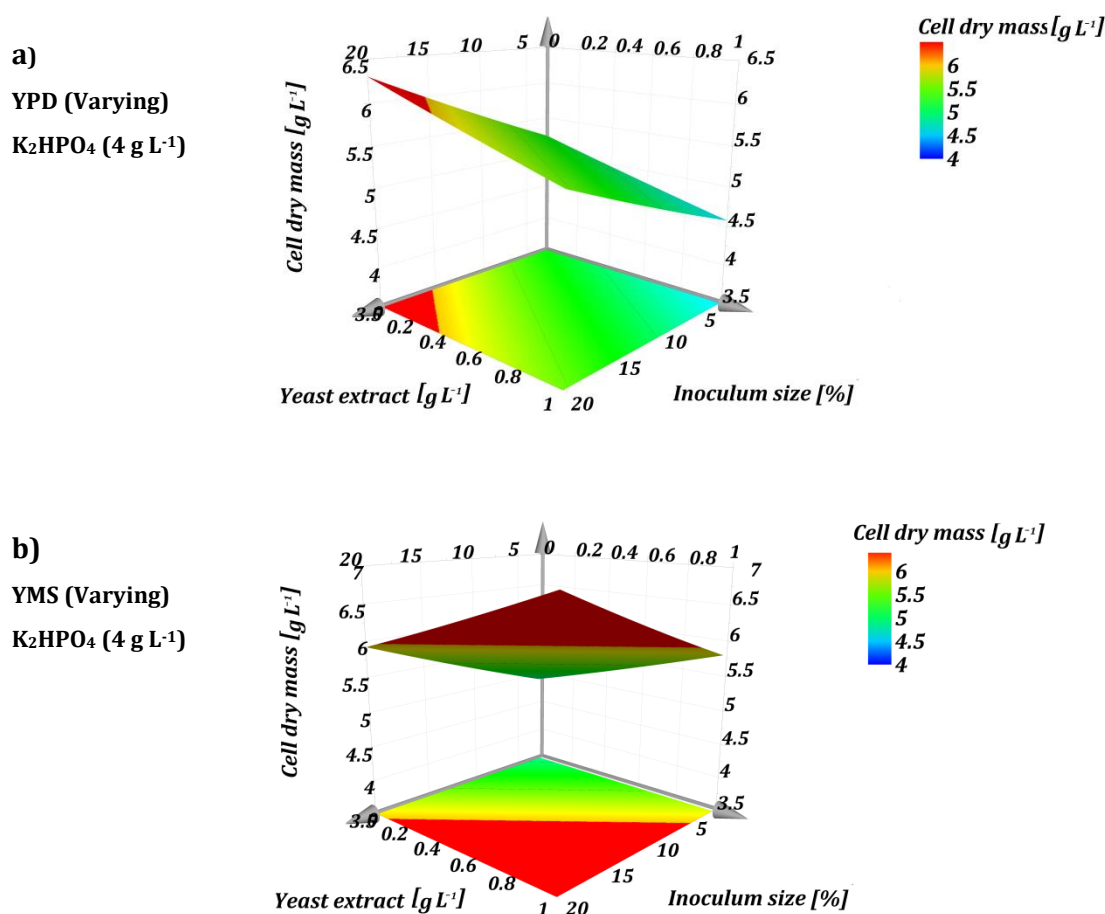 a)
YPD (Varying)
K₂HPO₄ (4 g L⁻¹)
20 15 10 5 0 0.2 0.4 0.6 0.8 1
6.5
6
5.5
5
4.5
4
3.5
Cell dry mass [g L⁻¹]
6.5
6
5.5
5
4.5
4
3.5
0 0.2 0.4 0.6 0.8 1
Yeast extract [g L⁻¹]
20 15 10 5
Inoculum size [%]
Cell dry mass [g L⁻¹]
6
5.5
5
4.5
4
b)
YMS (Varying)
K₂HPO₄ (4 g L⁻¹)
20 15 10 5 0 0.2 0.4 0.6 0.8 1
7
6.5
6
5.5
5
4.5
4
3.5
Cell dry mass [g L⁻¹]
7
6.5
6
5.5
5
4.5
4
3.5
0 0.2 0.4 0.6 0.8 1
Yeast extract [g L⁻¹]
20 15 10 5
Inoculum size [%]
Cell dry mass [g L⁻¹]
6
5.5
5
4.5
4